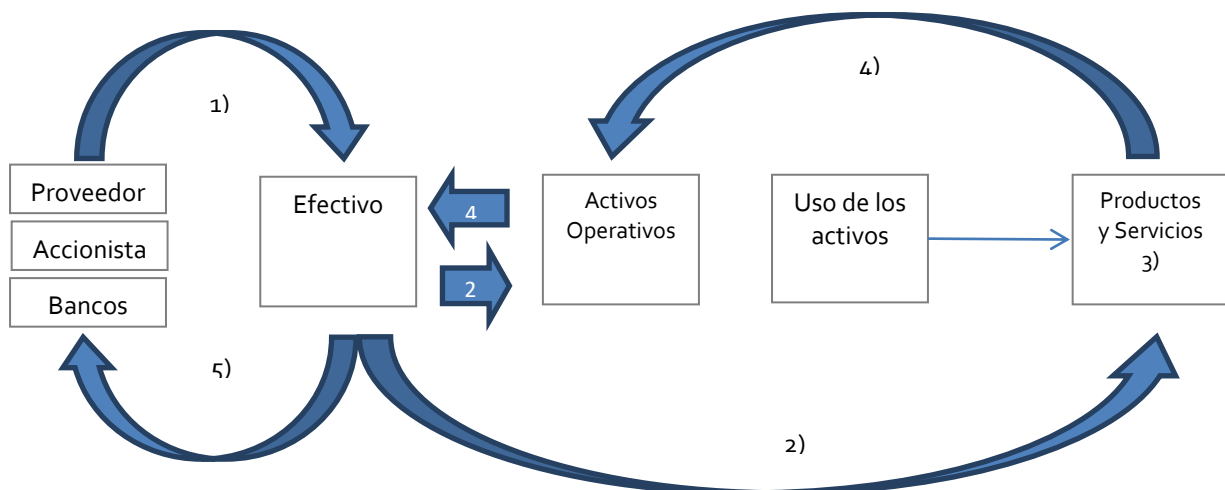 4)
1)
Proveedor
Accionista
Bancos
Efectivo
4
2
Activos
Operativos
Uso de los
activos
Productos
y Servicios
3)
5)
2)